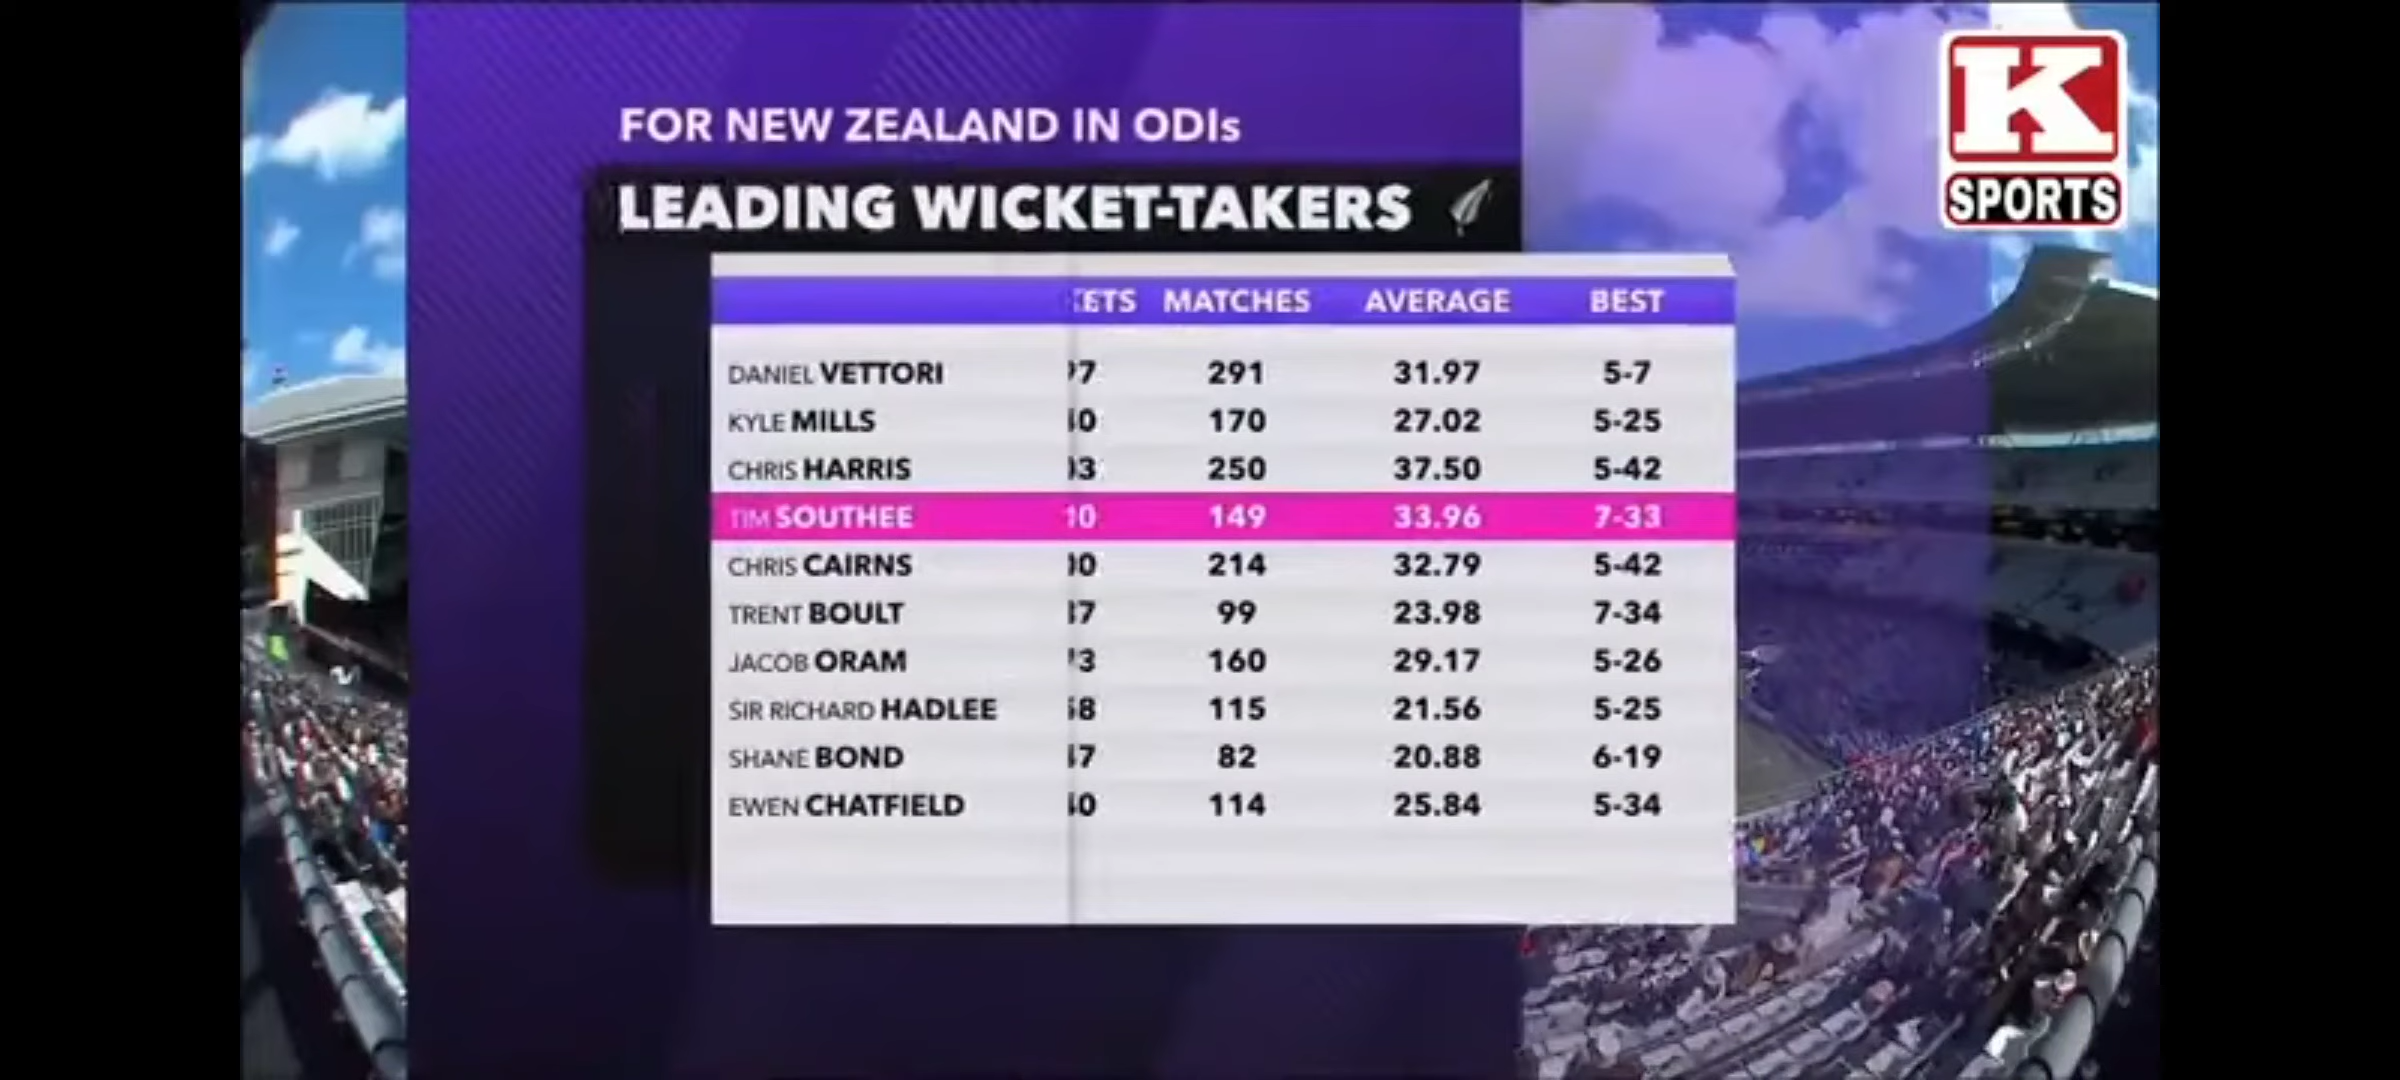 K
SPORTS
FOR NEW ZEALAND IN ODIs
LEADING WICKET-TAKERS
MATCHES AVERAGE BEST
DANIEL VETTORI 291 31.97 5-7
KYLE MILLS 170 27.02 5-25
CHRIS HARRIS 250 37.50 5-42
TIM SOUTHEE 149 33.96 7-33
CHRIS CAIRNS 214 32.79 5-42
TRENT BOULT 99 23.98 7-34
JACOB ORAM 160 29.17 5-26
SIR RICHARD HADLEE 115 21.56 5-25
SHANE BOND 82 20.88 6-19
EWEN CHATFIELD 114 25.84 5-34